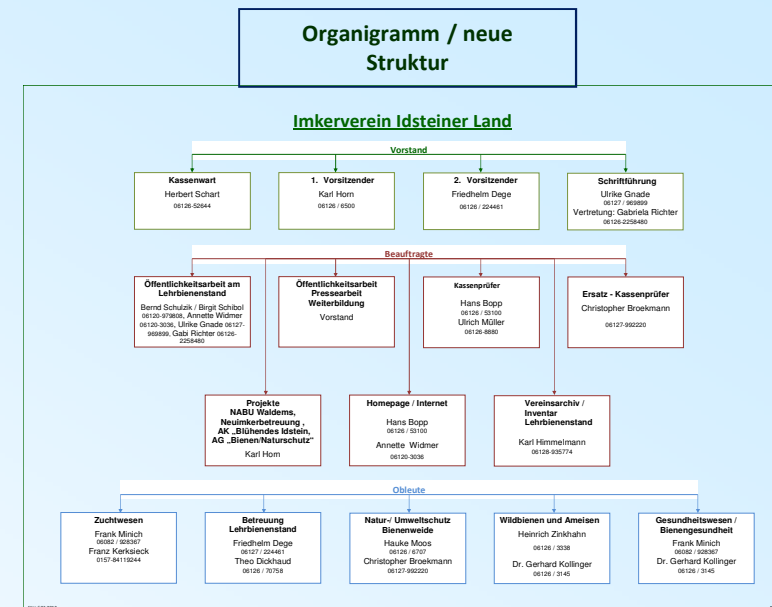 Organigramm / neue
Struktur
Imkerverein Idsteiner Land
Vorstand
Kassenwart
Herbert Schart
06126-52644
1. Vorsitzender
Karl Horn
06126 / 6500
2. Vorsitzender
Friedhelm Dege
06126 / 224461
Schriftführung
Ulrike Gnade
06127 / 969899
Vertretung: Gabriela Richter
06126-2258480
Beauftragte
Öffentlichkeitsarbeit am
Lehrbienenstand
Bernd Schulzik / Birgit Schibol
06120-979808, Annette Widmer
06120-3036, Ulrike Gnade 06127-
969899, Gabi Richter 06126-
2258480
Öffentlichkeitsarbeit
Pressearbeit
Weiterbildung
Vorstand
Kassenprüfer
Hans Bopp
06126 / 53100
Ulrich Müller
06126-8880
Ersatz - Kassenprüfer
Christopher Broekmann
06127-992220
Projekte
NABU Waldems,
Neuimkerbetreuung ,
AK „Blühendes Idstein,
AG „Bienen/Naturschutz“
Karl Horn
Homepage / Internet
Hans Bopp
06126 / 53100
Annette Widmer
06120-3036
Vereinsarchiv /
Inventar
Lehrbienenstand
Karl Himmelmann
06128-935774
Obleute
Zuchtwesen
Frank Minich
06082 / 928367
Franz Kerksieck
0157-84119244
Betreuung
Lehrbienenstand
Friedhelm Dege
06127 / 224461
Theo Dickhaud
06126 / 70758
Natur-/ Umweltschutz
Bienenweide
Hauke Moos
06126 / 6707
Christopher Broekmann
06127-992220
Wildbienen und Ameisen
Heinrich Zinkhahn
06126 / 3338
Dr. Gerhard Kollinger
06126 / 3145
Gesundheitswesen /
Bienengesundheit
Frank Minich
06082 / 928367
Dr. Gerhard Kollinger
06126 / 3145